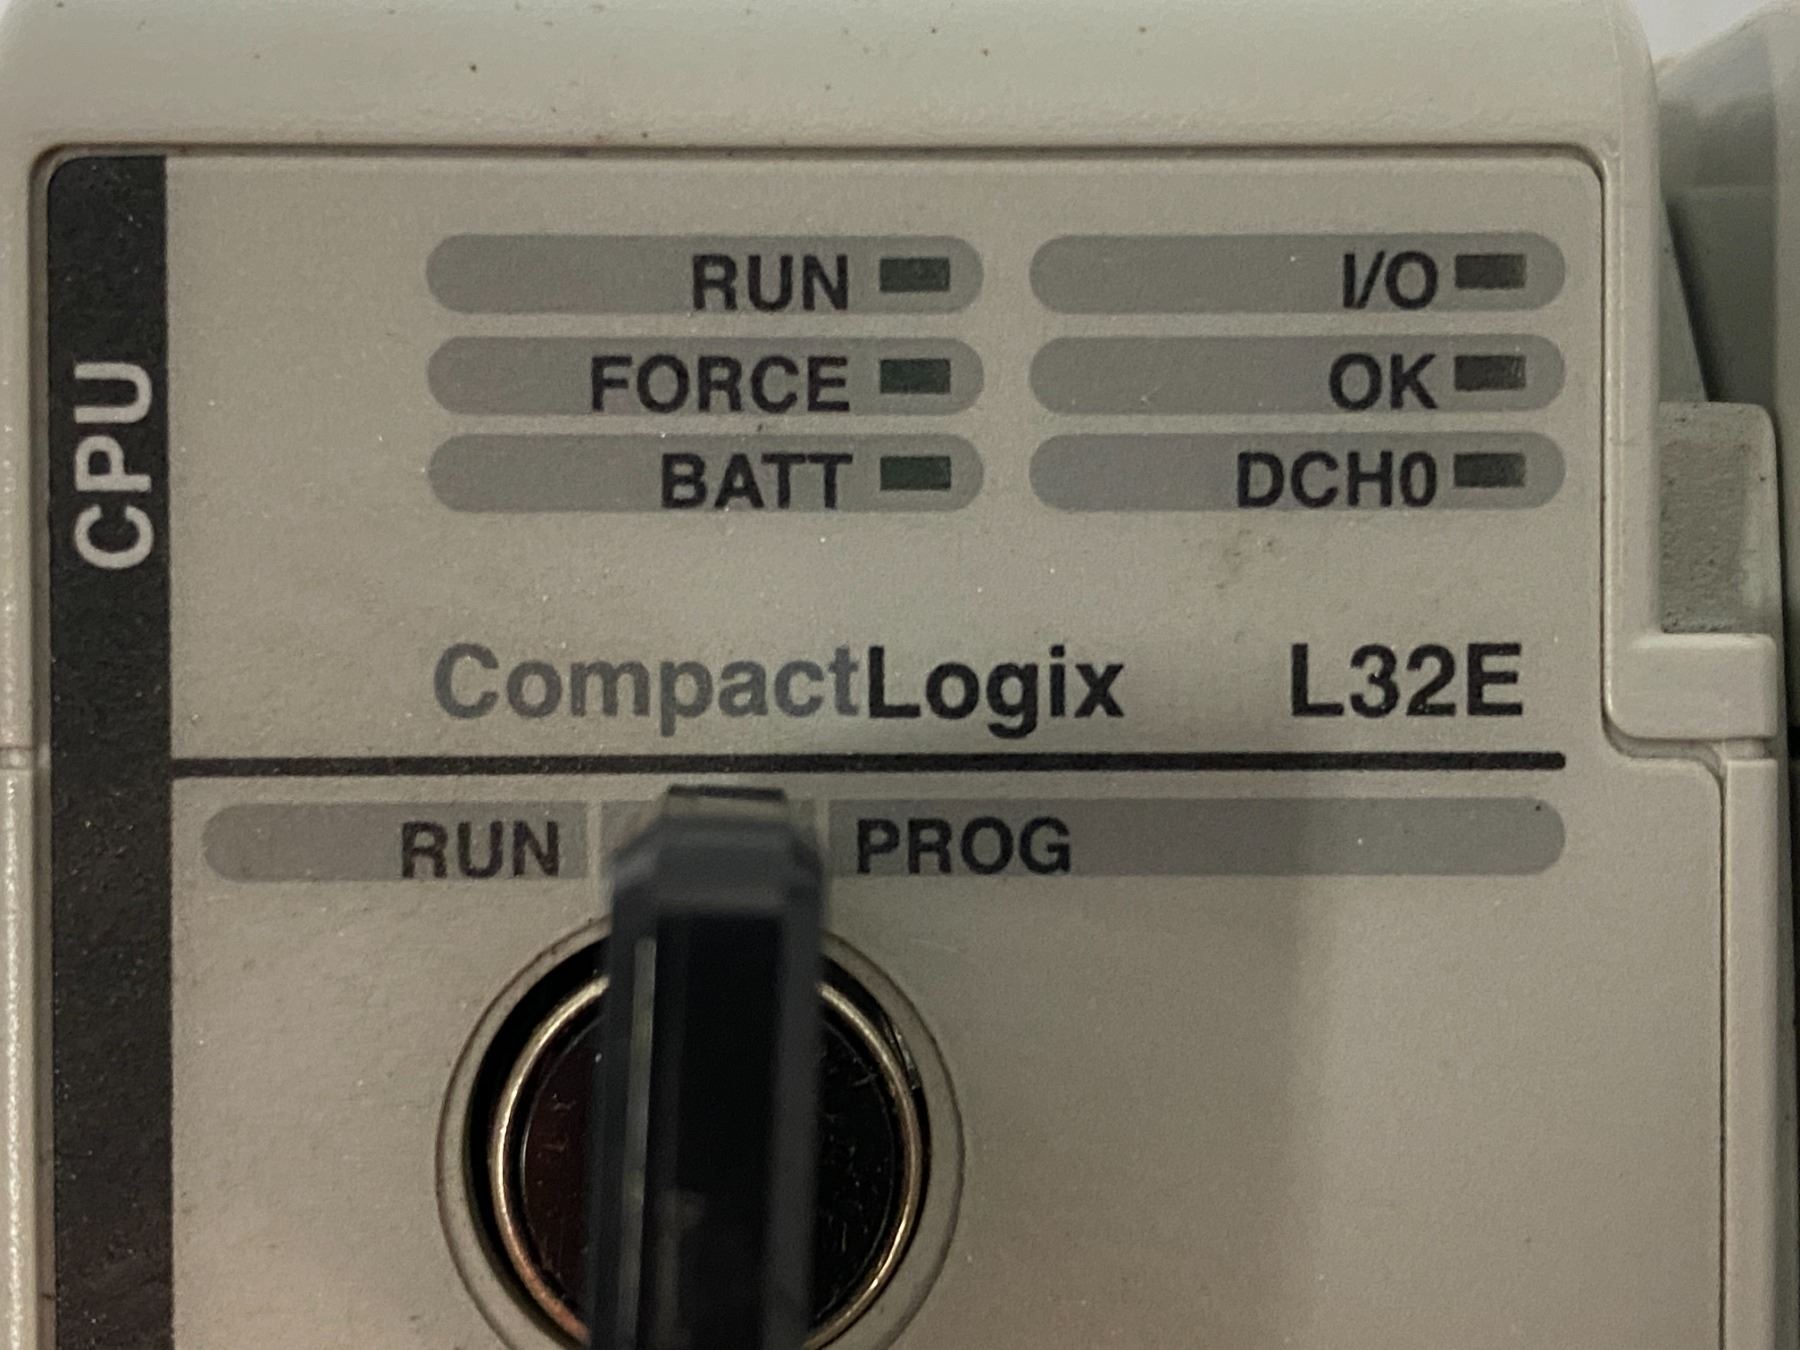 CPU
RUN I/O
FORCE OK
BATT DCH0
CompactLogix L32E
RUN PROG